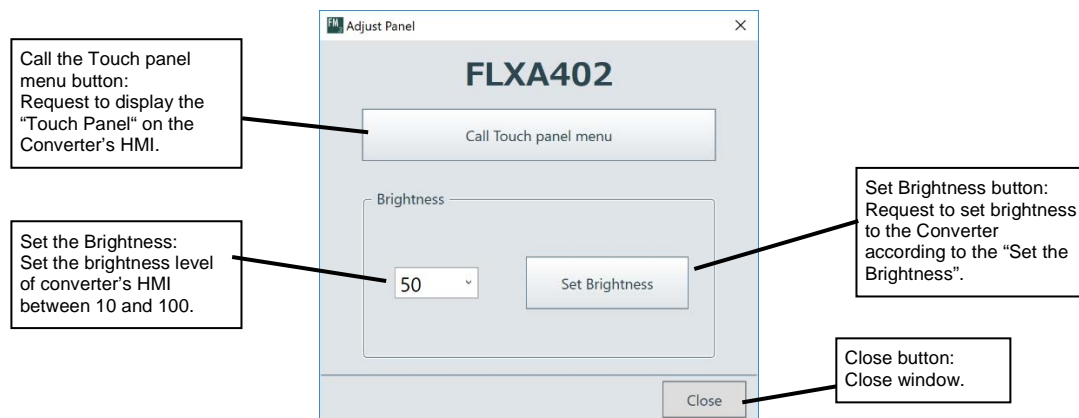 FM
Adjust Panel
FLXA402
Call the Touch panel
menu button:
Request to display the
“Touch Panel“ on the
Converter’s HMI.
Call Touch panel menu
Brightness
Set the Brightness:
Set the brightness level
of converter’s HMI
between 10 and 100.
50
Set Brightness
Set Brightness button:
Request to set brightness
to the Converter
according to the “Set the
Brightness”.
Close button:
Close window.
Close